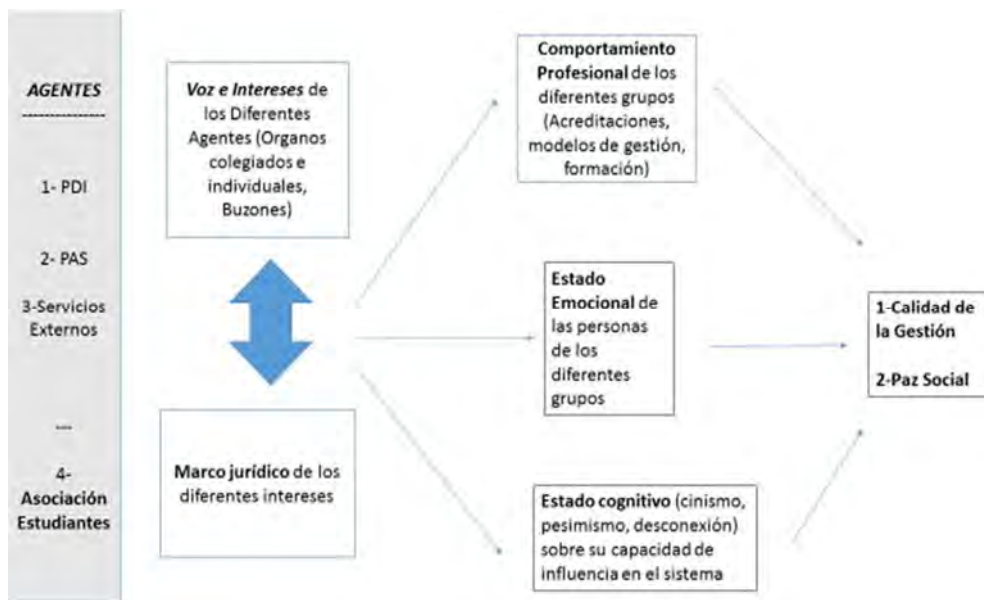 AGENTES
----------------
1- PDI
2- PAS
3-Servicios
Externos
---
4-
Asociación
Estudiantes
Voz e Intereses de
los Diferentes
Agentes (Organos
colegiados e
individuales,
Buzones)
Marco jurídico de los
diferentes intereses
Comportamiento
Profesional de los
diferentes grupos
(Acreditaciones,
modelos de gestión,
formación)
Estado
Emocional de
las personas
de los
diferentes
grupos
Estado cognitivo (cinismo,
pesimismo, desconexión)
sobre su capacidad de
influencia en el sistema
1-Calidad de
la Gestión
2-Paz Social